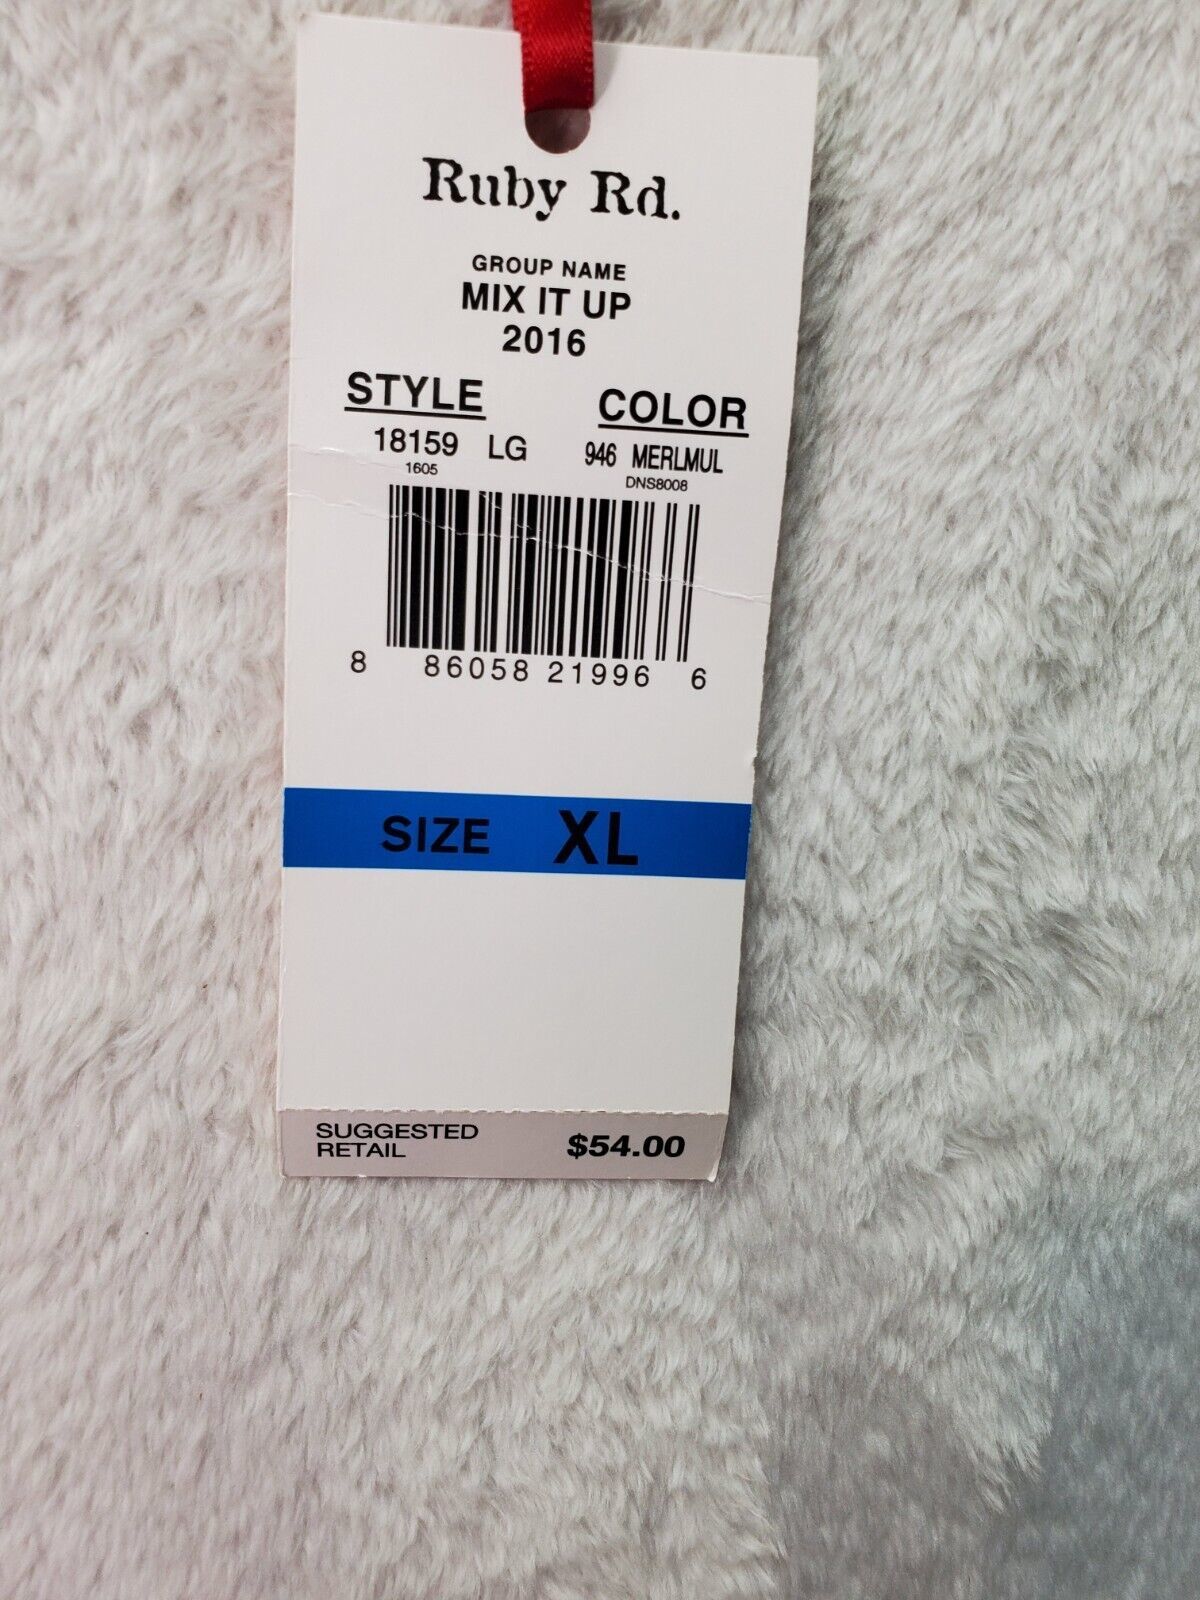 Ruby Rd.
GROUP NAME
MIX IT UP
2016
STYLE COLOR
18159 LG 946 MERLMUL
1605 DNS8008
8 86058 21996 6
SIZE XL
SUGGESTED
RETAIL $54.00